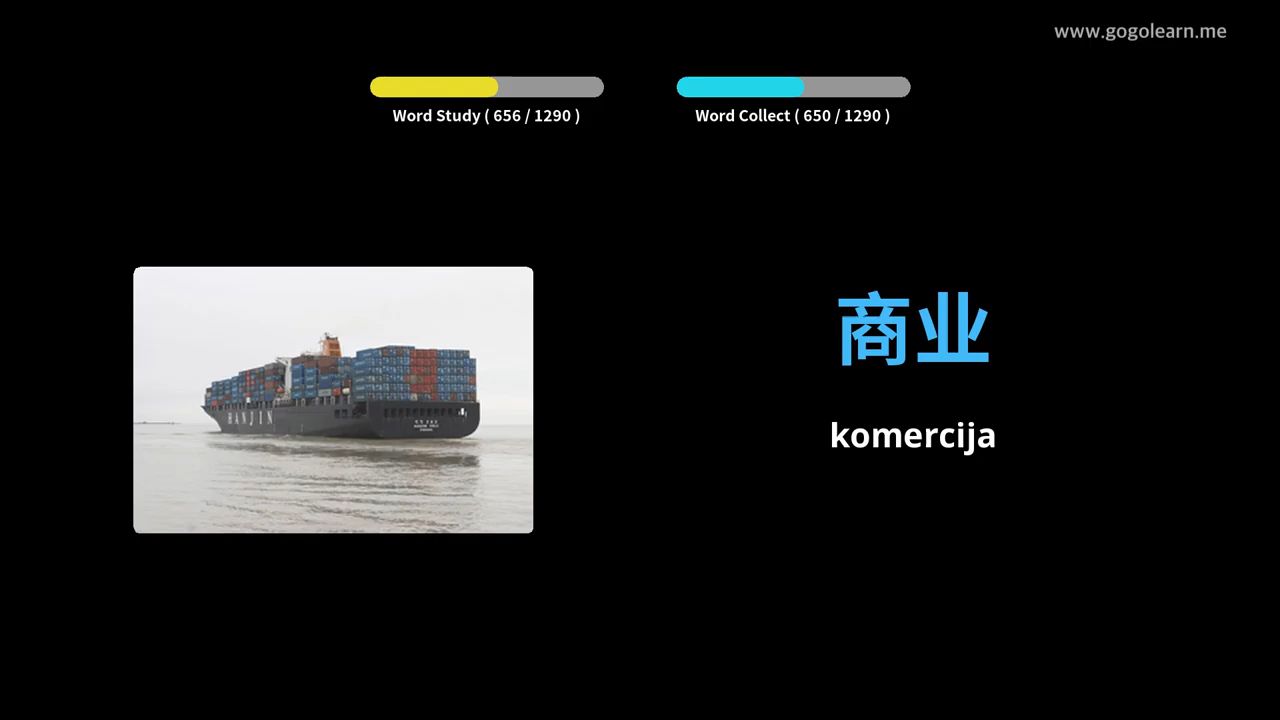 www.gogolearn.me
Word Study ( 656 / 1290 )
Word Collect ( 650 / 1290 )
商业
komercija
HANJIN